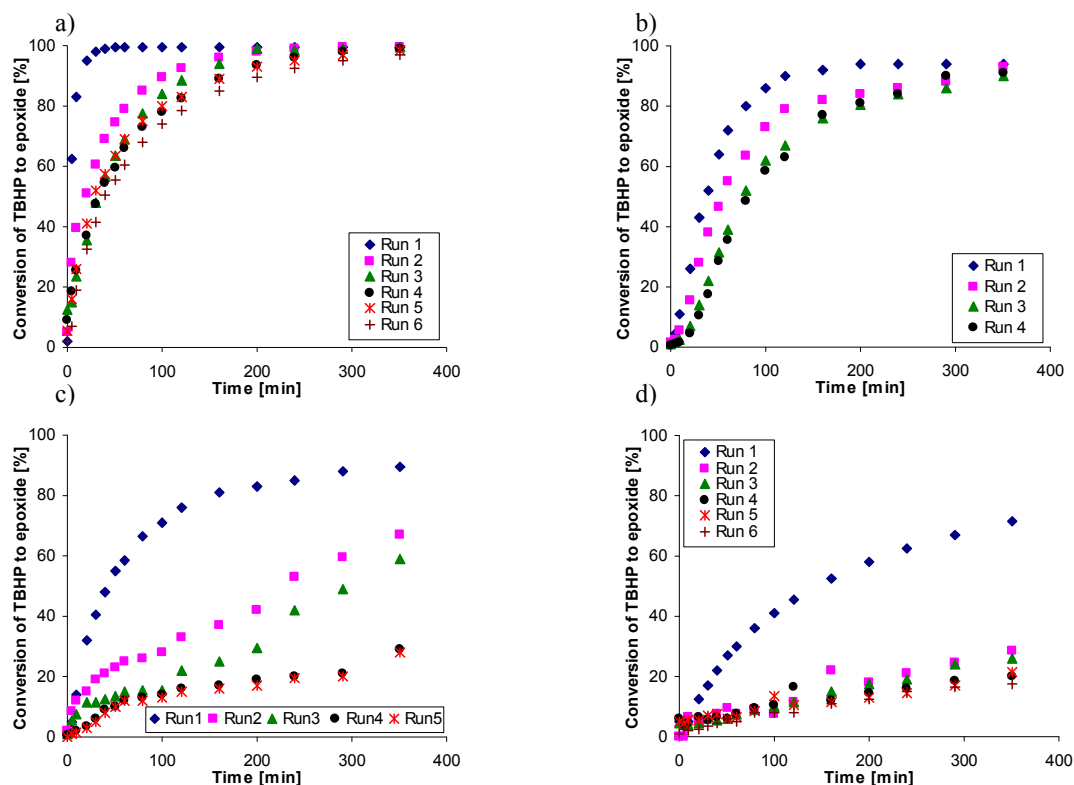 a)
Conversion of TBHP to epoxide [%]
100
80
60
40
20
0
Run 1
Run 2
Run 3
Run 4
Run 5
Run 6
0 100 200 300 400
Time [min]
b)
Conversion of TBHP to epoxide [%]
100
80
60
40
20
0
Run 1
Run 2
Run 3
Run 4
0 100 200 300 400
Time [min]
c)
Conversion of TBHP to epoxide [%]
100
80
60
40
20
0
Run1 Run2 Run3 Run4 Run5
0 100 200 300 400
Time [min]
d)
Conversion of TBHP to epoxide [%]
100
80
60
40
20
0
Run 1
Run 2
Run 3
Run 4
Run 5
Run 6
0 100 200 300 400
Time [min]